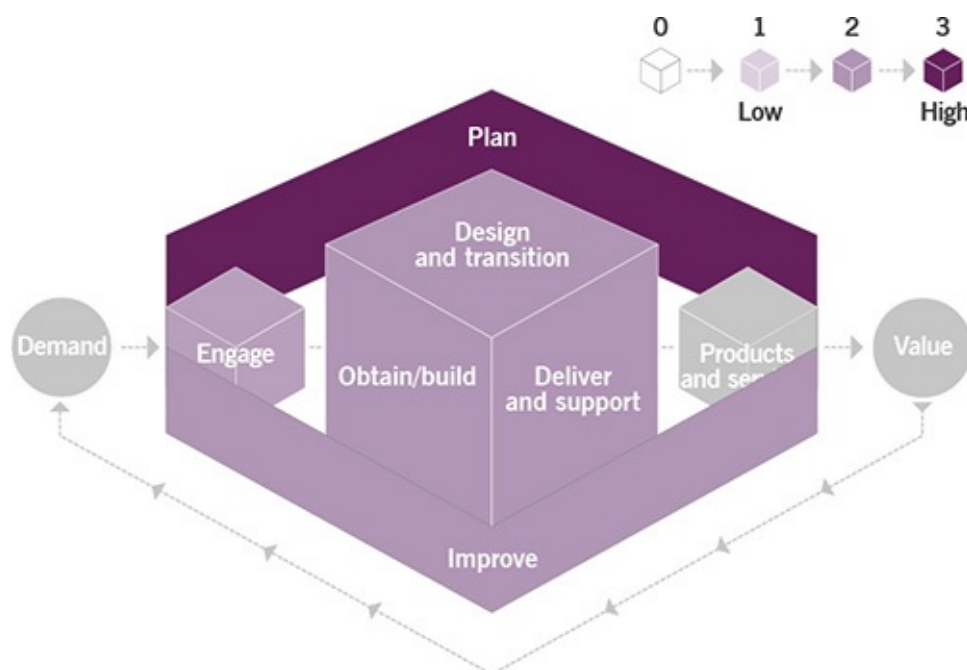 0 1 2 3
Low High
Plan
Design
and transition
Demand
Engage
Obtain/build
Deliver
and support
Products
and
Value
Improve